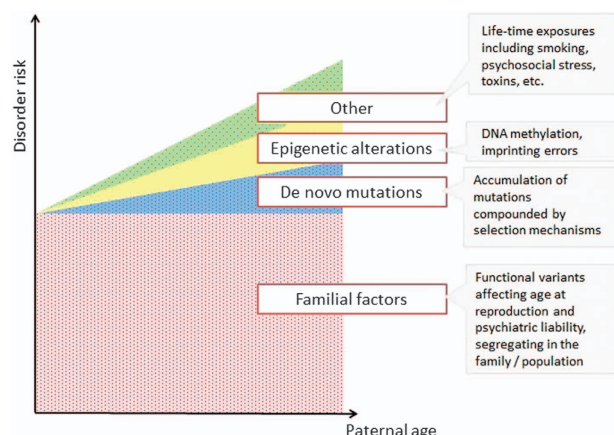 Disorder risk
Life-time exposures
including smoking,
psychosocial stress,
toxins, etc.
Other
Epigenetic alterations
DNA methylation,
imprinting errors
De novo mutations
Accumulation of
mutations
compounded by
selection mechanisms
Familial factors
Functional variants
affecting age at
reproduction and
psychiatric liability,
segregating in the
family / population
Paternal age